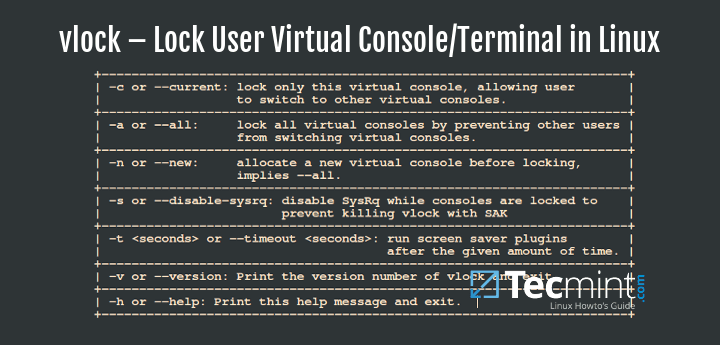 vlock – Lock User Virtual Console/Terminal in Linux
-c or --current: lock only this virtual console, allowing user
to switch to other virtual consoles.
-a or --all: lock all virtual consoles by preventing other users
from switching virtual consoles.
-n or --new: allocate a new virtual console before locking,
implies --all.
-s or --disable-sysrq: disable SysRq while consoles are locked to
prevent killing vlock with SAK
-t <seconds> or --timeout <seconds>: run screen saver plugins
after the given amount of time.
-v or --version: Print the version number of vlock and exit.
-h or --help: Print this help message and exit.
Tecmint.com
Linux Howto's Guide